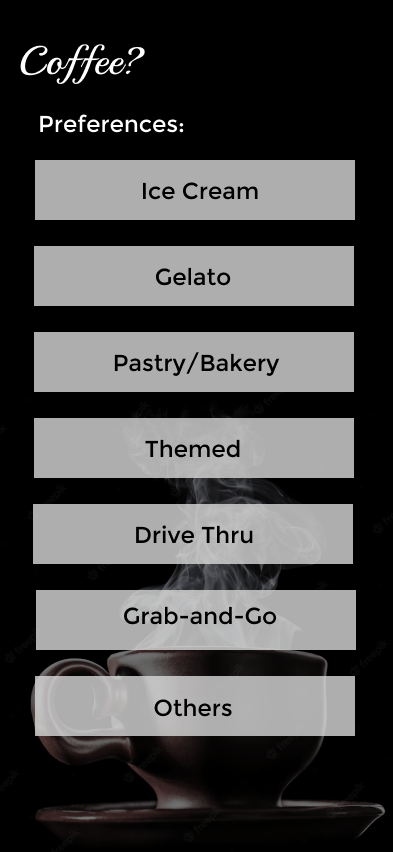 Coffee?
Preferences:
Ice Cream
Gelato
Pastry/Bakery
Themed
Drive Thru
Grab-and-Go
Others